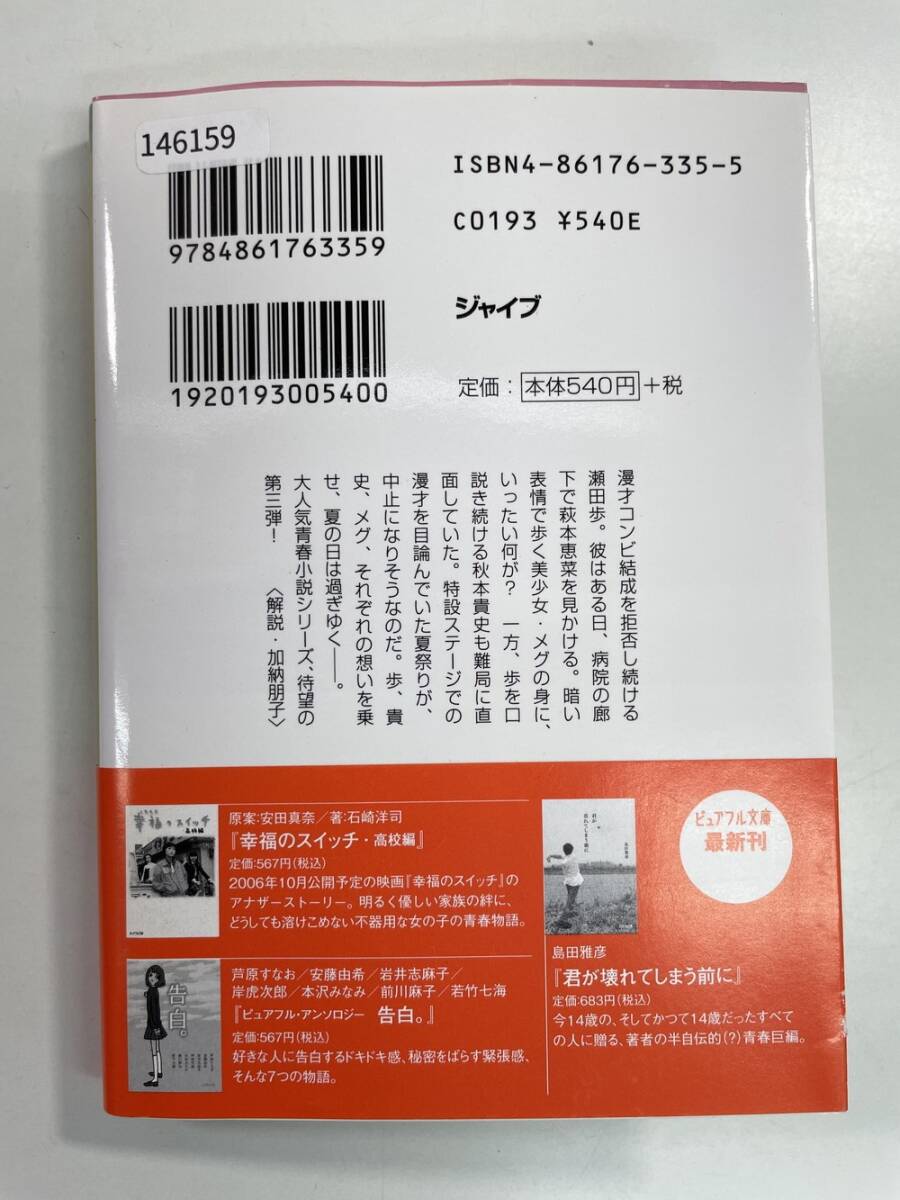 146159
9784861763359
1920193005400
ISBN4-86176-335-5
C0193 ¥540E
ジャイブ
定価：本体540円＋税
漫才コンビ結成を拒否し続ける
瀬田歩。彼はある日、病院の廊
下で萩本恵菜を見かける。暗い
表情で歩く美少女・メグの身に、
いったい何が？　一方、歩を口
説き続ける秋本貴史も難局に直
面していた。特設ステージでの
漫才を目論んでいた夏祭りが、
中止になりそうなのだ。歩、貴
史、メグ、それぞれの想いを乗
せ、夏の日は過ぎゆく――。
大人気青春小説シリーズ、待望の
第三弾！　〈解説・加納朋子〉
幸福のスイッチ
高校編
原案：安田真奈／著：石崎洋司
『幸福のスイッチ・高校編』
定価：567円（税込）
2006年10月公開予定の映画『幸福のスイッチ』の
アナザーストーリー。明るく優しい家族の絆に、
どうしても溶けこめない不器用な女の子の青春物語。
告白。
芦原すなお／安藤由希／岩井志麻子／
岸虎次郎／本沢みなみ／前川麻子／若竹七海
『ピュアフル・アンソロジー　告白。』
定価：567円（税込）
好きな人に告白するドキドキ感、秘密をばらす緊張感、
そんな7つの物語。
ピュアフル文庫
最新刊
島田雅彦
『君が壊れてしまう前に』
定価：683円（税込）
今14歳の、そしてかつて14歳だったすべて
の人に贈る、著者の半自伝的（？）青春巨編。